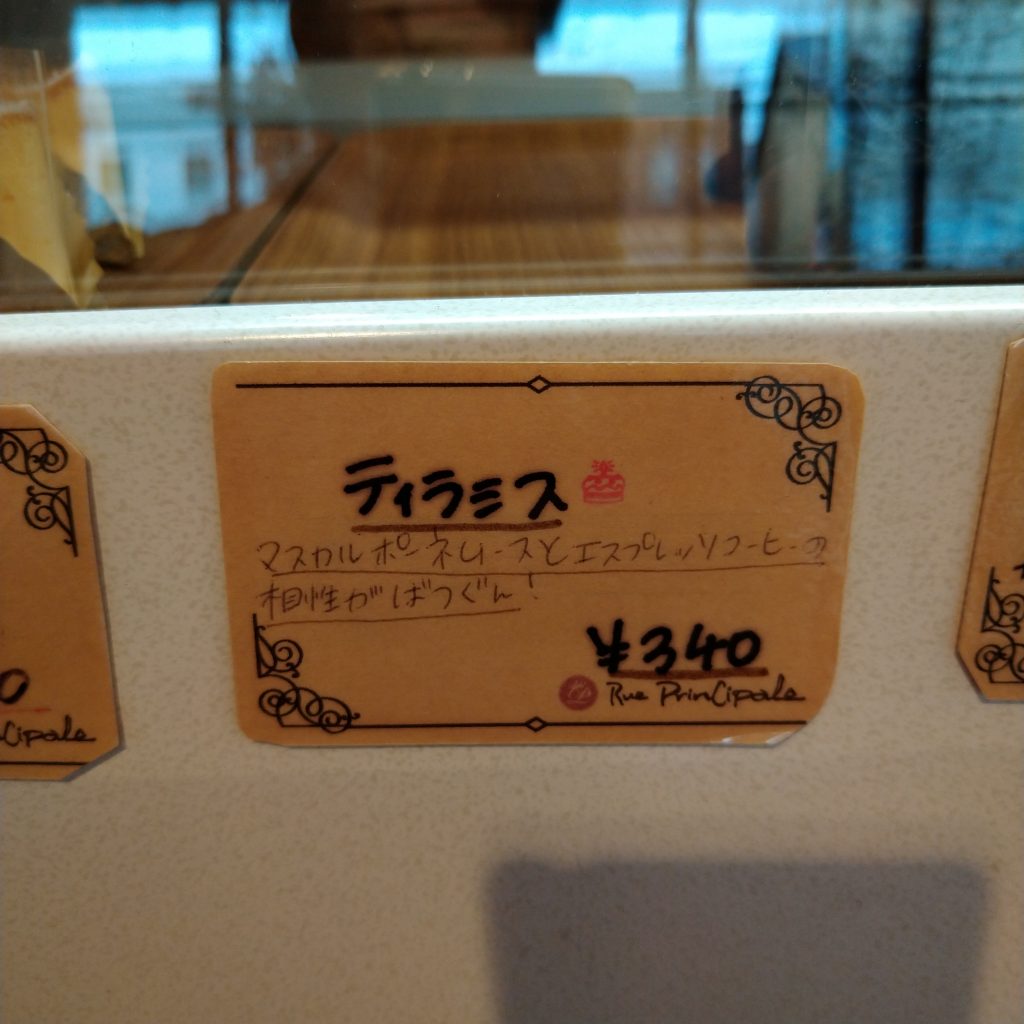 ティラミス
マスカルポーネムースとエスプレッソコーヒーの
相性がばつぐん!
¥340
Rue Principale
0
Cipale